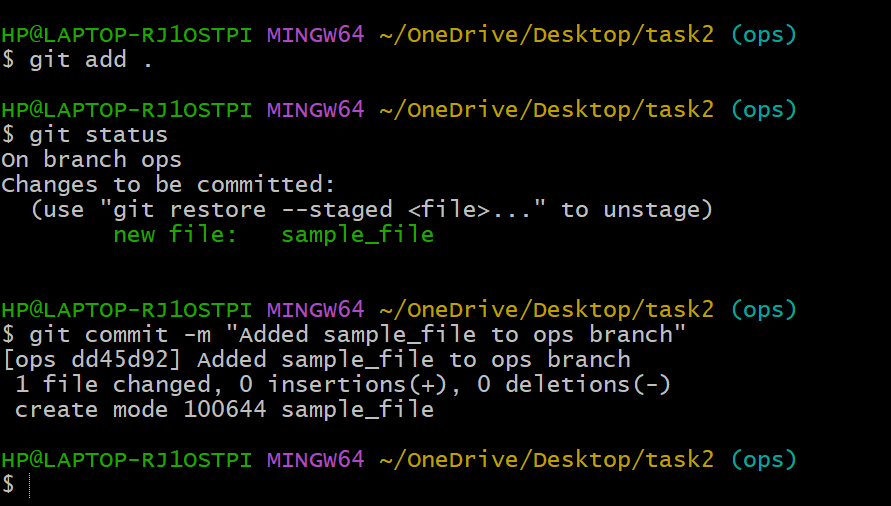 HP@LAPTOP-RJ1OSTPI MINGW64 ~/OneDrive/Desktop/task2 (ops)
$ git add .
HP@LAPTOP-RJ1OSTPI MINGW64 ~/OneDrive/Desktop/task2 (ops)
$ git status
On branch ops
Changes to be committed:
  (use "git restore --staged <file>..." to unstage)
        new file:   sample_file
HP@LAPTOP-RJ1OSTPI MINGW64 ~/OneDrive/Desktop/task2 (ops)
$ git commit -m "Added sample_file to ops branch"
[ops dd45d92] Added sample_file to ops branch
 1 file changed, 0 insertions(+), 0 deletions(-)
 create mode 100644 sample_file
HP@LAPTOP-RJ1OSTPI MINGW64 ~/OneDrive/Desktop/task2 (ops)
$